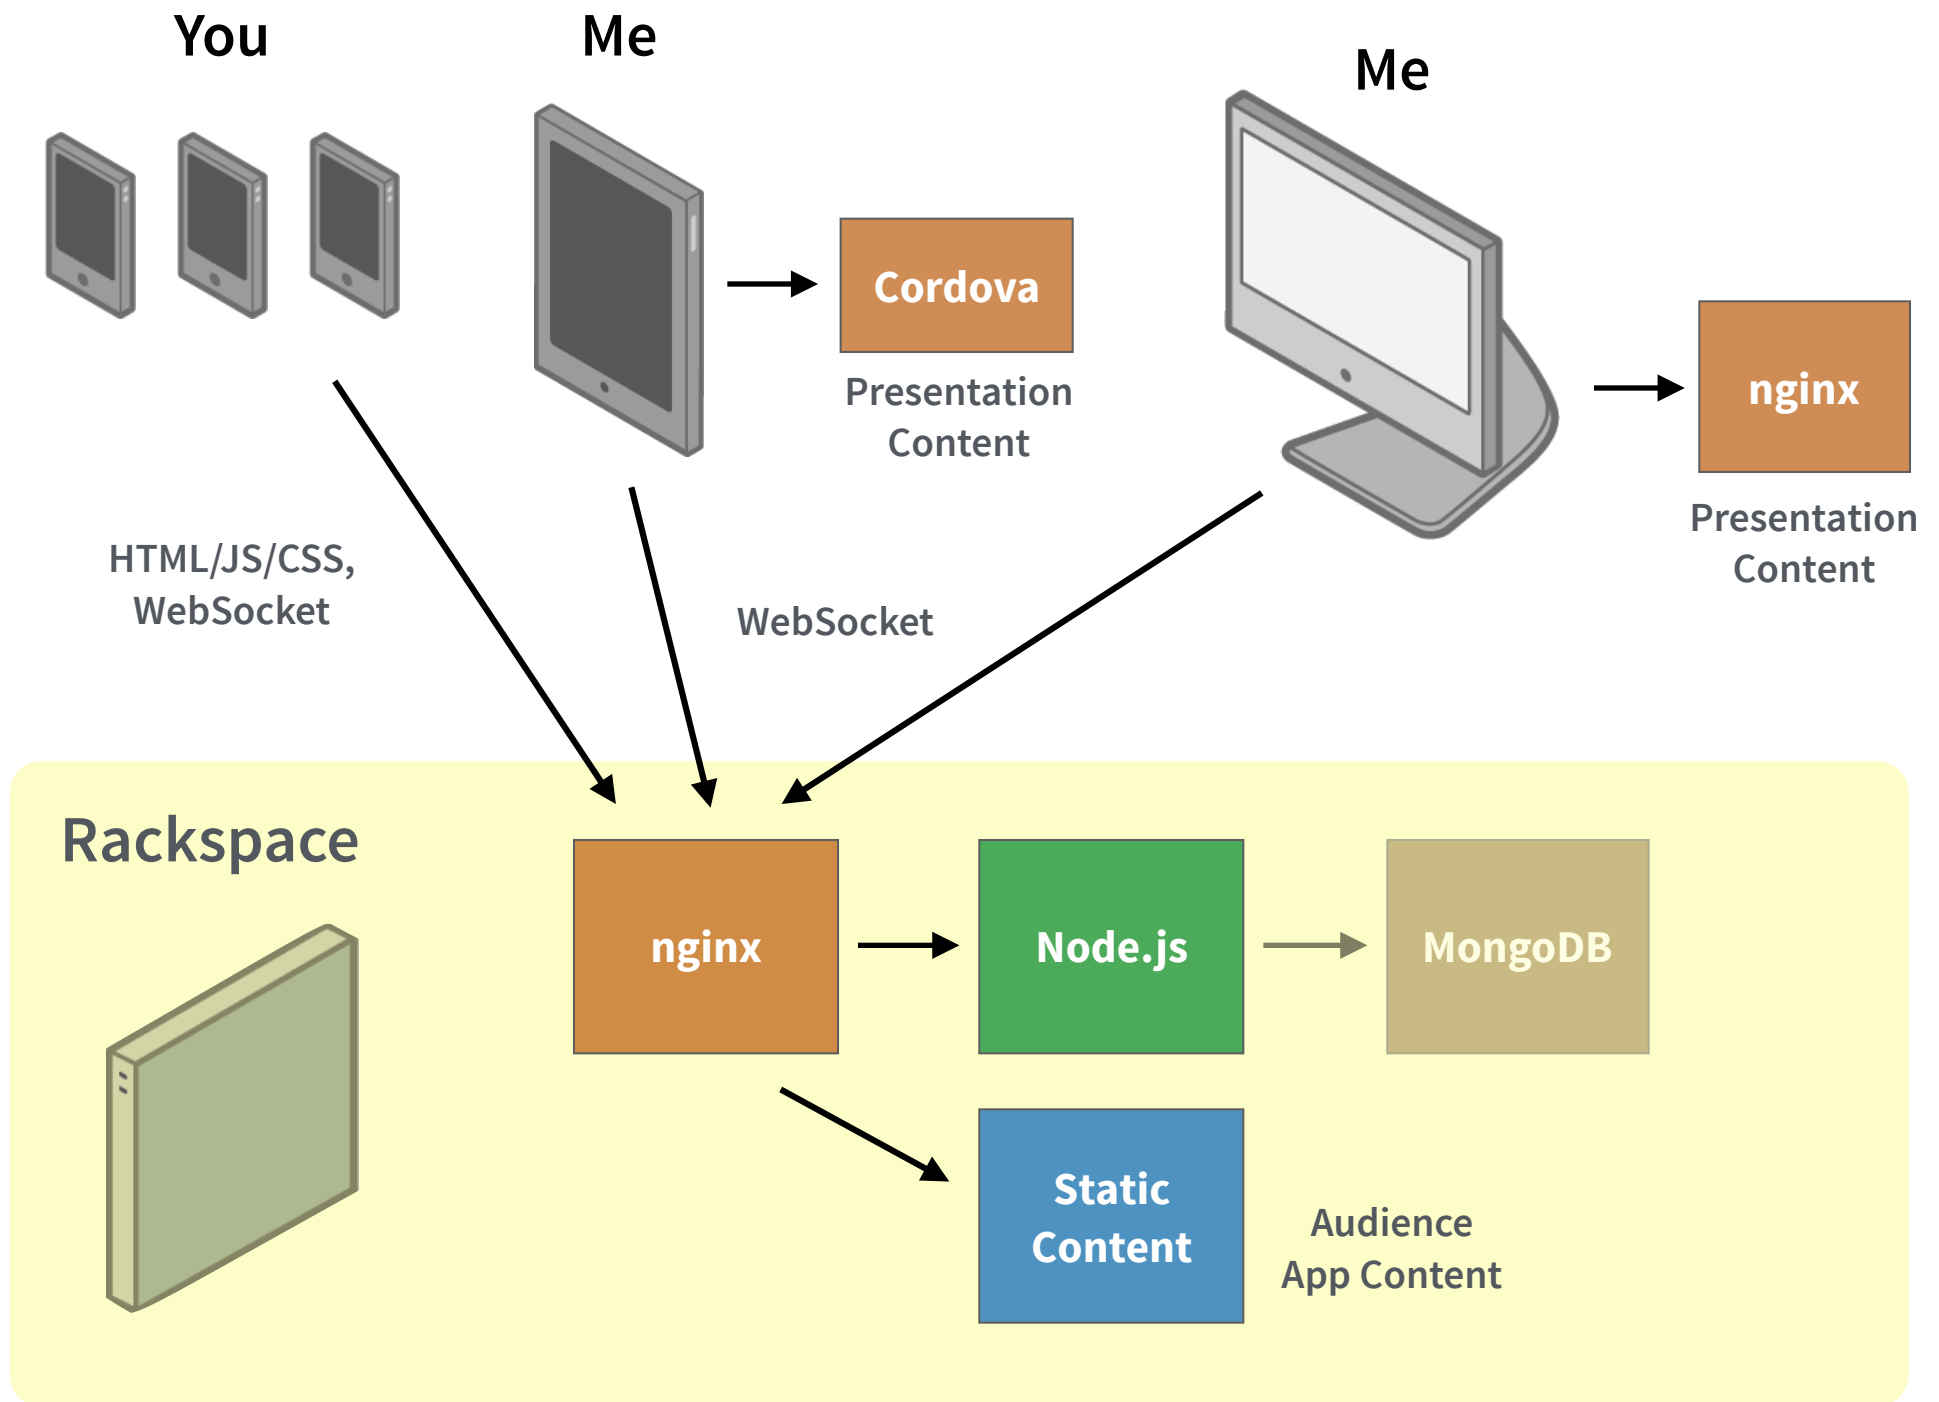 You
Me
Me
Cordova
Presentation
Content
nginx
Presentation
Content
HTML/JS/CSS,
WebSocket
WebSocket
Rackspace
nginx
Node.js
MongoDB
Static
Content
Audience
App Content